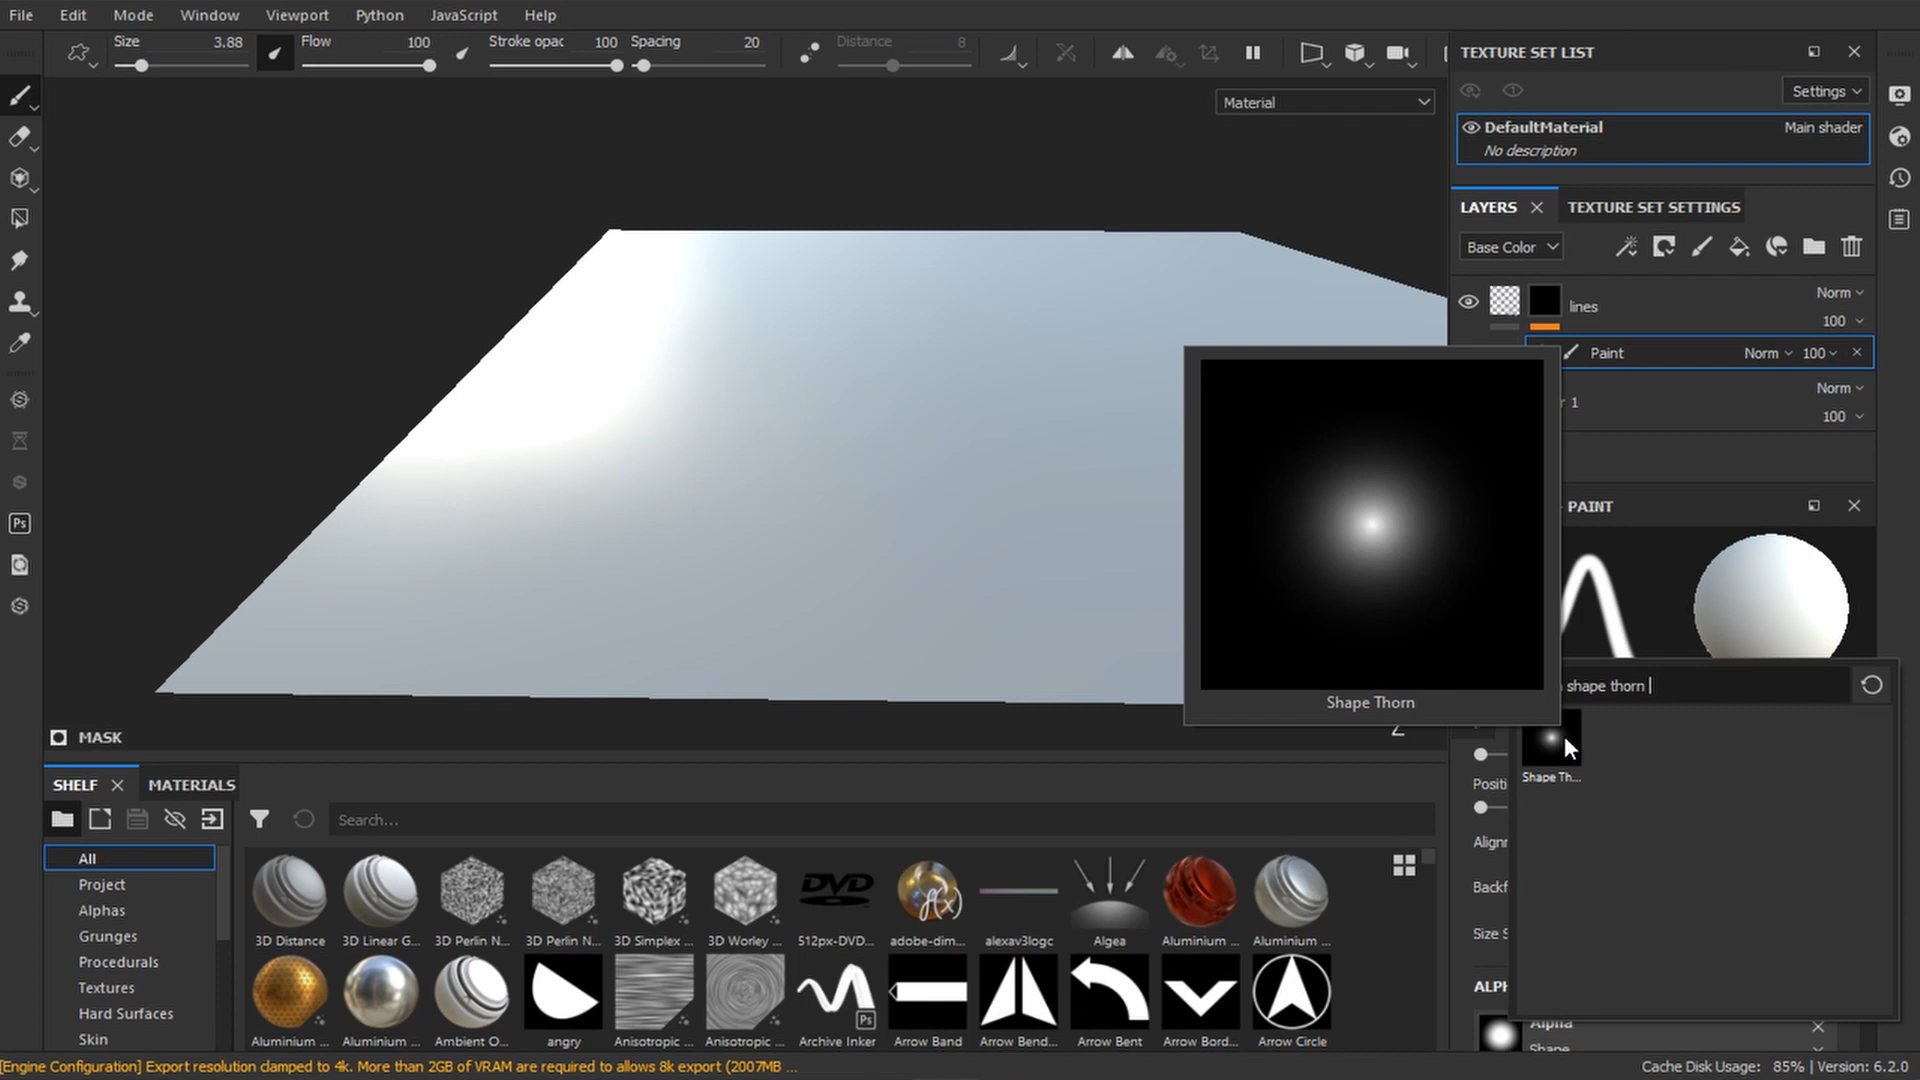 File Edit Mode Window Viewport Python JavaScript Help
Size 3.88 Flow 100 Stroke opac 100 Spacing 20 Distance 8
Material
TEXTURE SET LIST
Settings
DefaultMaterial Main shader
No description
LAYERS TEXTURE SET SETTINGS
Base Color
Norm
lines
100
Paint Norm 100
Norm
r 1
100
PAINT
shape thorn
Shape Thorn
Shape Th...
Z
Positi
Alignr
Backf
Size S
ALPH
Alpha
Shape
MASK
SHELF MATERIALS
Search...
All
Project
Alphas
Grunges
Procedurals
Textures
Hard Surfaces
Skin
3D Distance 3D Linear G... 3D Perlin N... 3D Perlin N... 3D Simplex ... 3D Worley ... 512px-DVD... adobe-dim... alexav3logc Algea Aluminium ... Aluminium ...
DVD
f(x)
Ps
Ps
Aluminium ... Aluminium ... Ambient O... angry Anisotropic ... Anisotropic ... Archive Inker Arrow Band Arrow Bend... Arrow Bent Arrow Bord... Arrow Circle
[Engine Configuration] Export resolution clamped to 4k. More than 2GB of VRAM are required to allows 8k export (2007MB ...
Cache Disk Usage: 85% | Version: 6.2.0